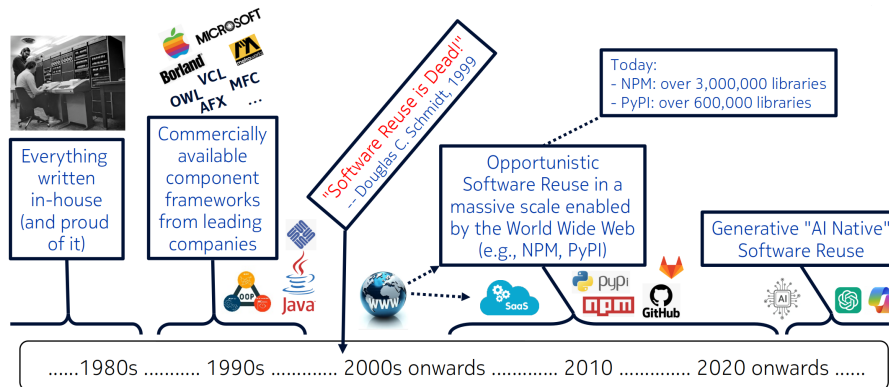 MICROSOFT
Borland
VCL
MFC
OWL
AFX
...
"Software Reuse is Dead!"
-- Douglas C. Schmidt, 1999
Today:
- NPM: over 3,000,000 libraries
- PyPI: over 600,000 libraries
Everything
written
in-house
(and proud
of it)
Commercially
available
component
frameworks
from leading
companies
Opportunistic
Software Reuse in a
massive scale enabled
by the World Wide Web
(e.g., NPM, PyPI)
Generative "AI Native"
Software Reuse
OOP
Java
WWW
SaaS
PyPi
npm
GitHub
AI
......1980s ........... 1990s ............. 2000s onwards ............. 2010 ........... 2020 onwards ......